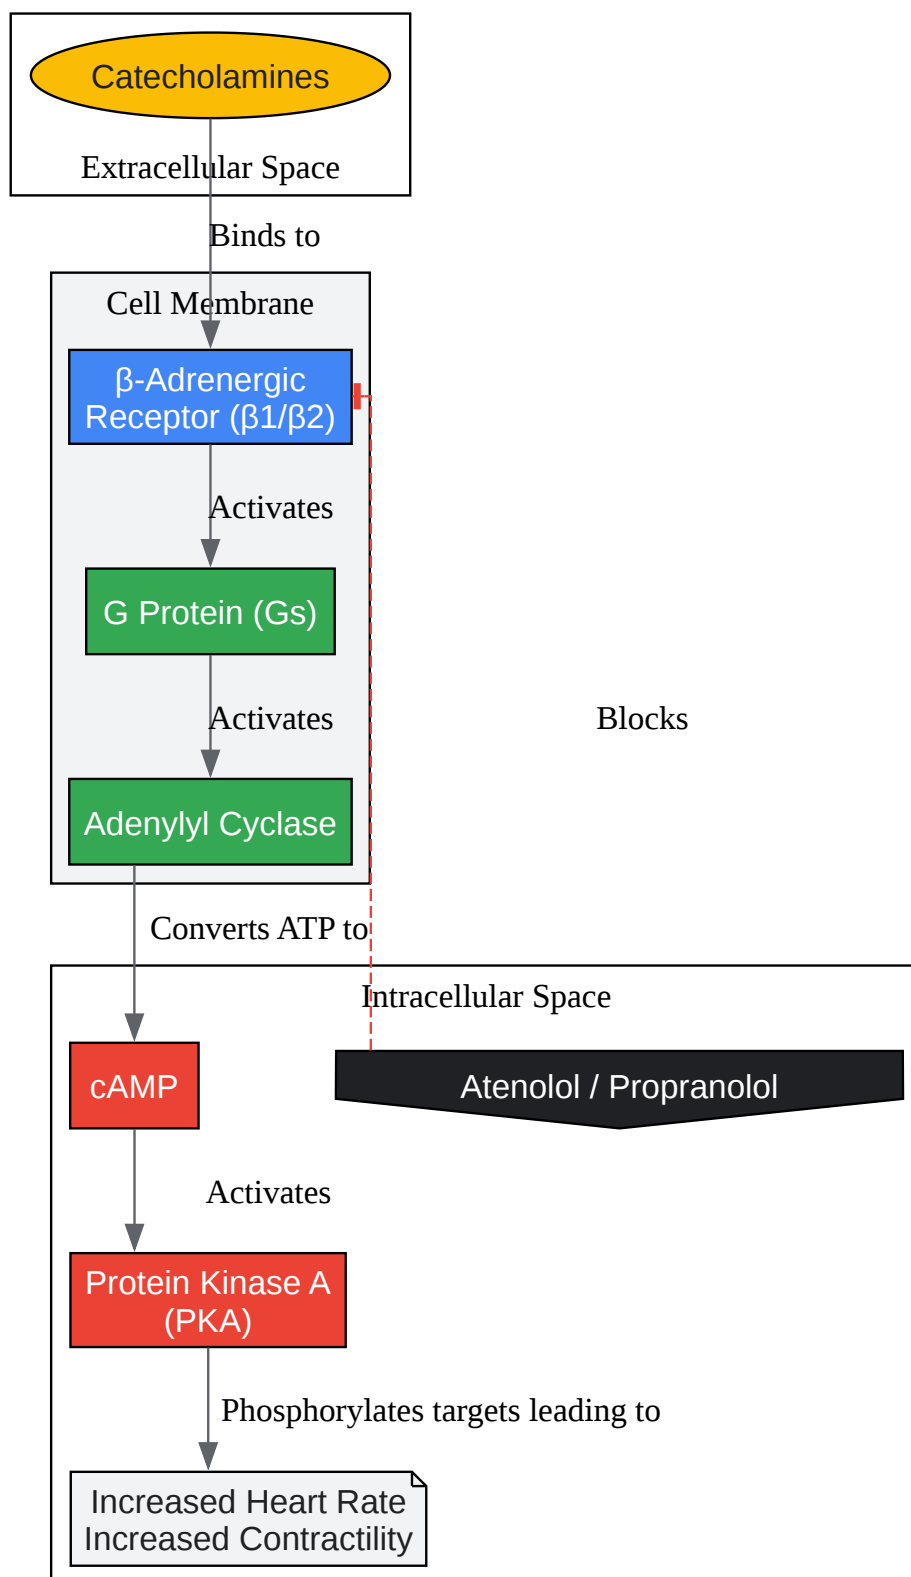 Catecholamines
Extracellular Space
Binds to
Cell Membrane
β-Adrenergic
Receptor (β1/β2)
Activates
G Protein (Gs)
Activates
Blocks
Adenylyl Cyclase
Converts ATP to
Intracellular Space
cAMP
Atenolol / Propranolol
Activates
Protein Kinase A
(PKA)
Phosphorylates targets leading to
Increased Heart Rate
Increased Contractility